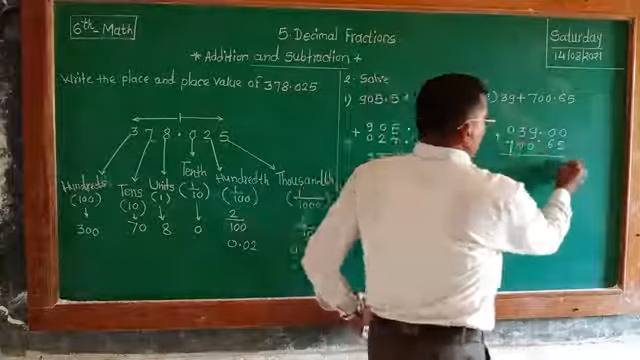 6th - Math
5. Decimal Fractions
Saturday
14/08/2021
* Addition and Subtraction *
Write the place and place value of 378.025
3 7 8 . 0 2 5
Hundreds Tens Units Tenth Hundredth
(100) (10) (1) (1/10) (1/100) (1/1000)
300 70 8 0 2/100
0.02
2. Solve
1) 905.5 + ) 39 + 700.65
+ 905.
+ 039.00
700.65